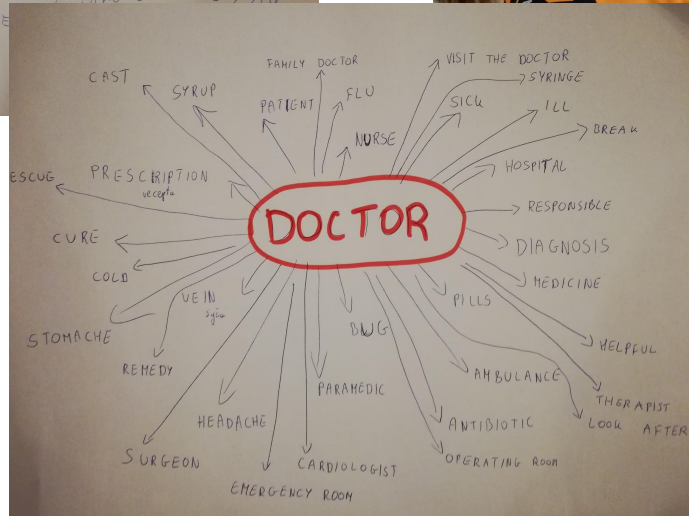 FAMILY DOCTOR
VISIT THE DOCTOR
CAST
SYRUP
PATIENT
FLU
SYRINGE
SICK
ILL
NURSE
BREAK
ESCUE
PRESCRIPTION
HOSPITAL
RESPONSIBLE
DOCTOR
CURE
DIAGNOSIS
COLD
MEDICINE
VEIN
PILLS
BUG
STOMACHE
HELPFUL
REMEDY
AMBULANCE
PARAMEDIC
THERAPIST
HEADACHE
ANTIBIOTIC
LOOK AFTER
SURGEON
CARDIOLOGIST
OPERATING ROOM
EMERGENCY ROOM